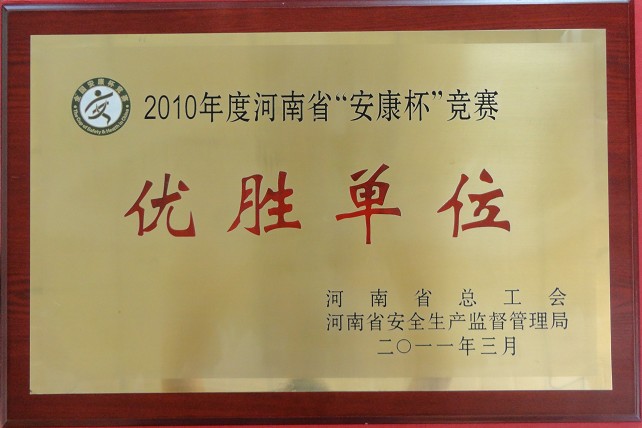 2010年度河南省“安康杯”竞赛
优胜单位
河南省总工会
河南省安全生产监督管理局
二〇一一年三月